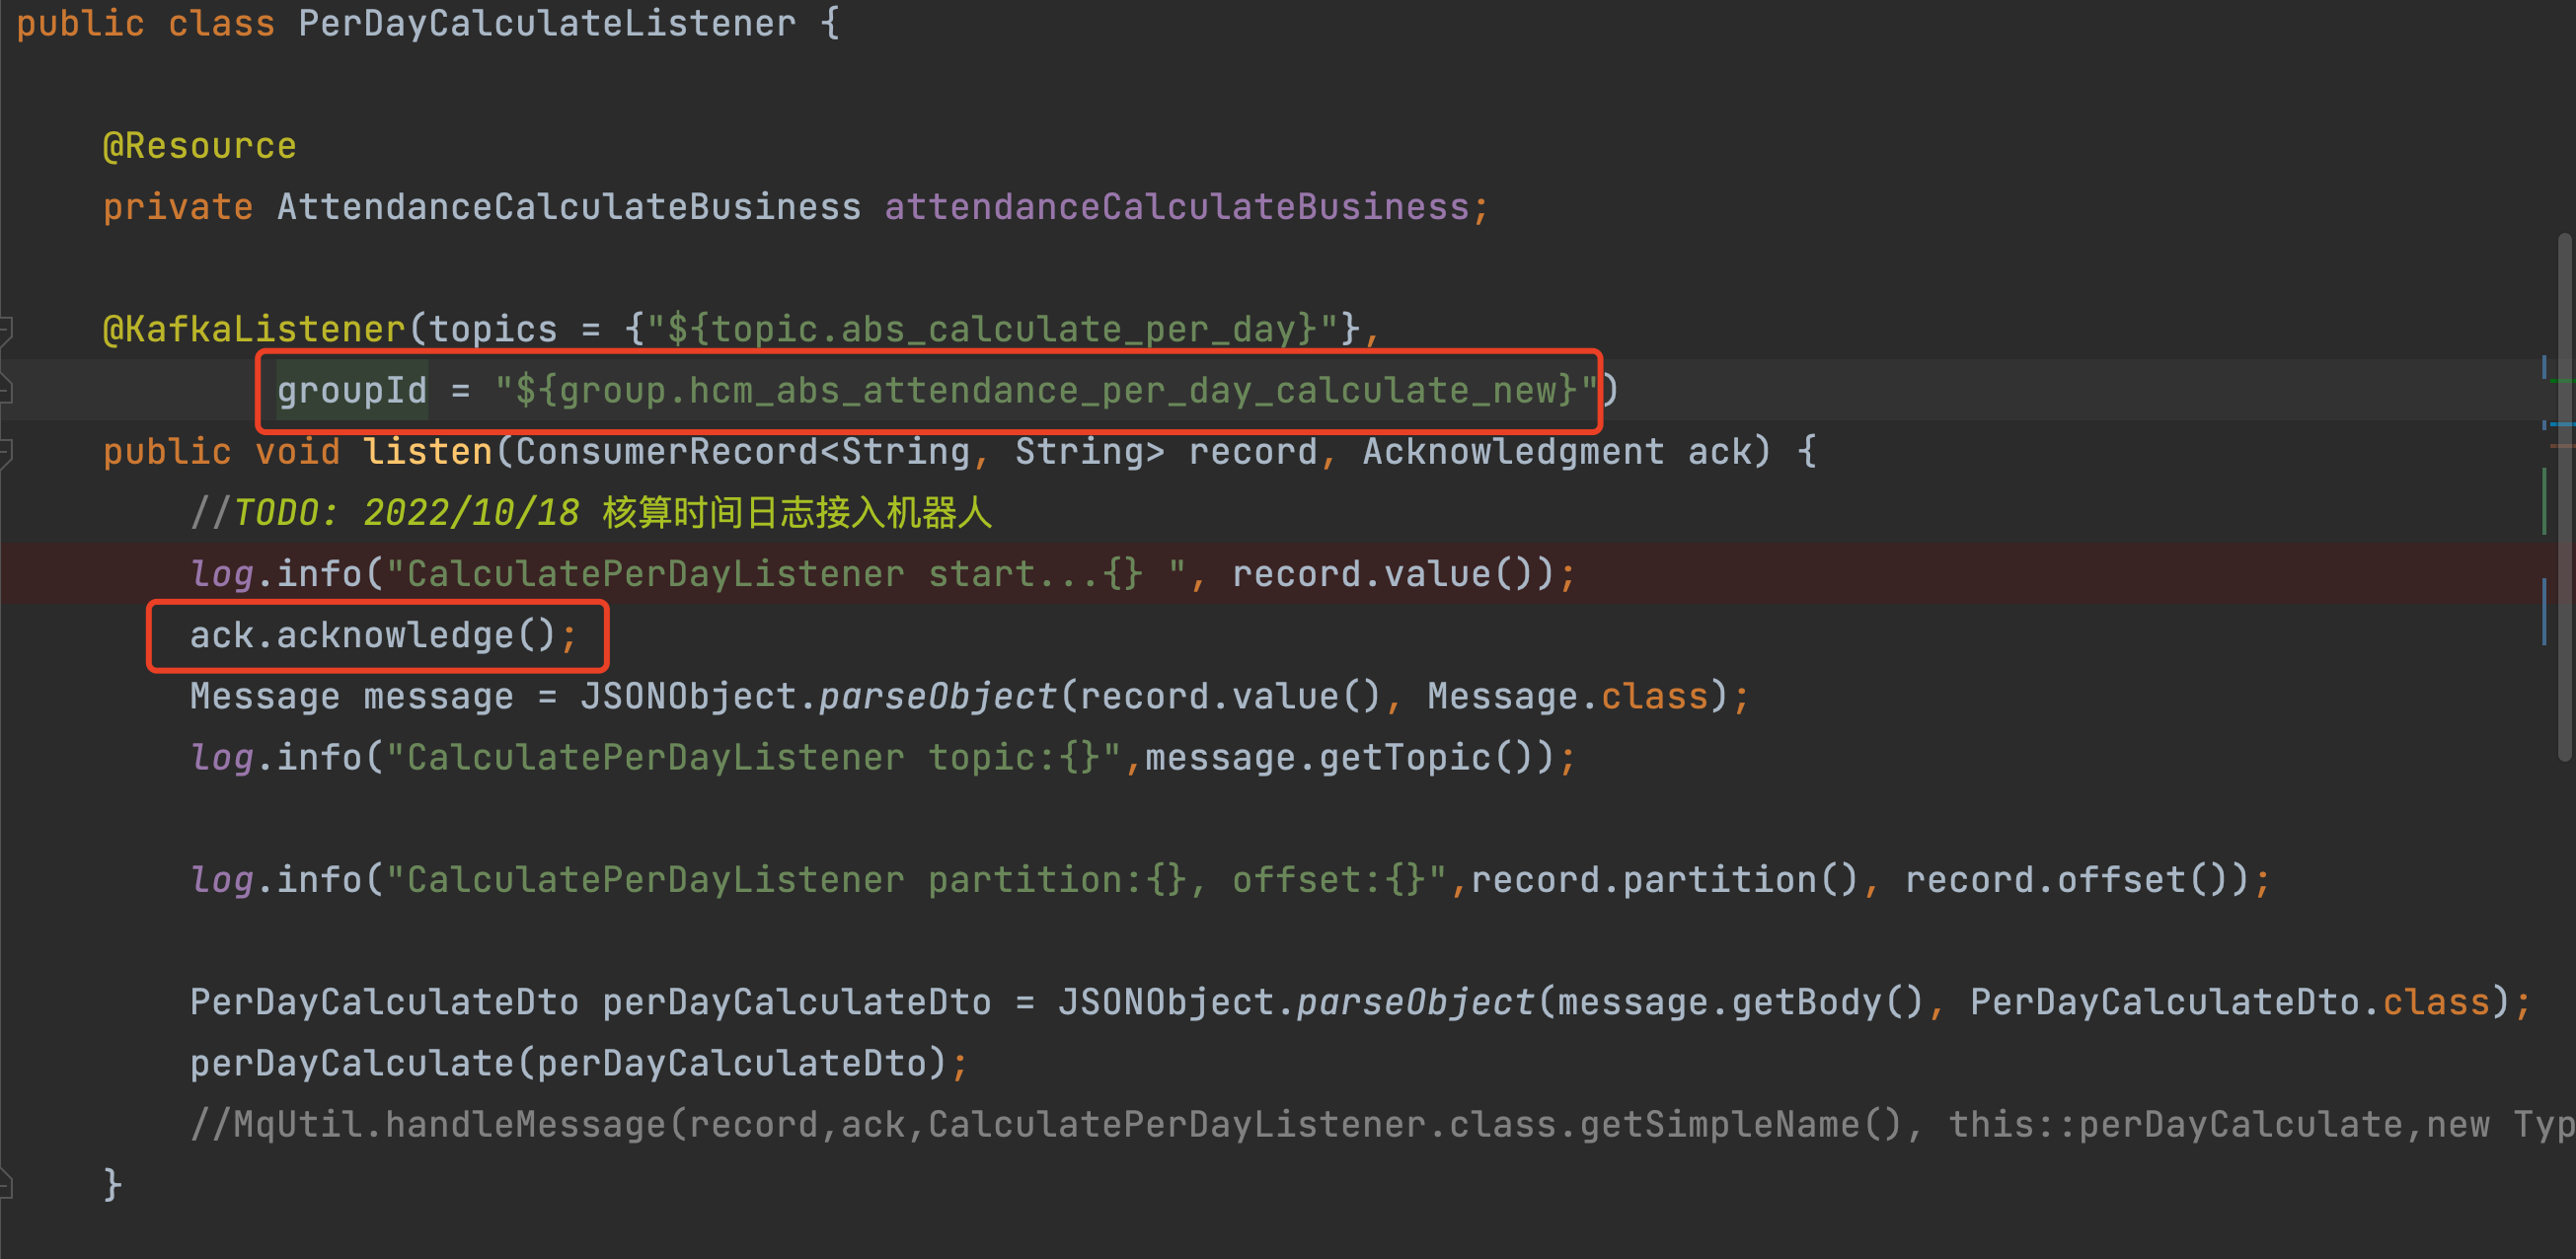 public class PerDayCalculateListener {
@Resource
private AttendanceCalculateBusiness attendanceCalculateBusiness;
@KafkaListener(topics = {"${topic.abs_calculate_per_day}"},
groupId = "${group.hcm_abs_attendance_per_day_calculate_new}")
public void listen(ConsumerRecord<String, String> record, Acknowledgment ack) {
//TODO: 2022/10/18 核算时间日志接入机器人
log.info("CalculatePerDayListener start...{} ", record.value());
ack.acknowledge();
Message message = JSONObject.parseObject(record.value(), Message.class);
log.info("CalculatePerDayListener topic:{}",message.getTopic());
log.info("CalculatePerDayListener partition:{}, offset:{}",record.partition(), record.offset());
PerDayCalculateDto perDayCalculateDto = JSONObject.parseObject(message.getBody(), PerDayCalculateDto.class);
perDayCalculate(perDayCalculateDto);
//MqUtil.handleMessage(record,ack,CalculatePerDayListener.class.getSimpleName(), this::perDayCalculate,new Typ
}